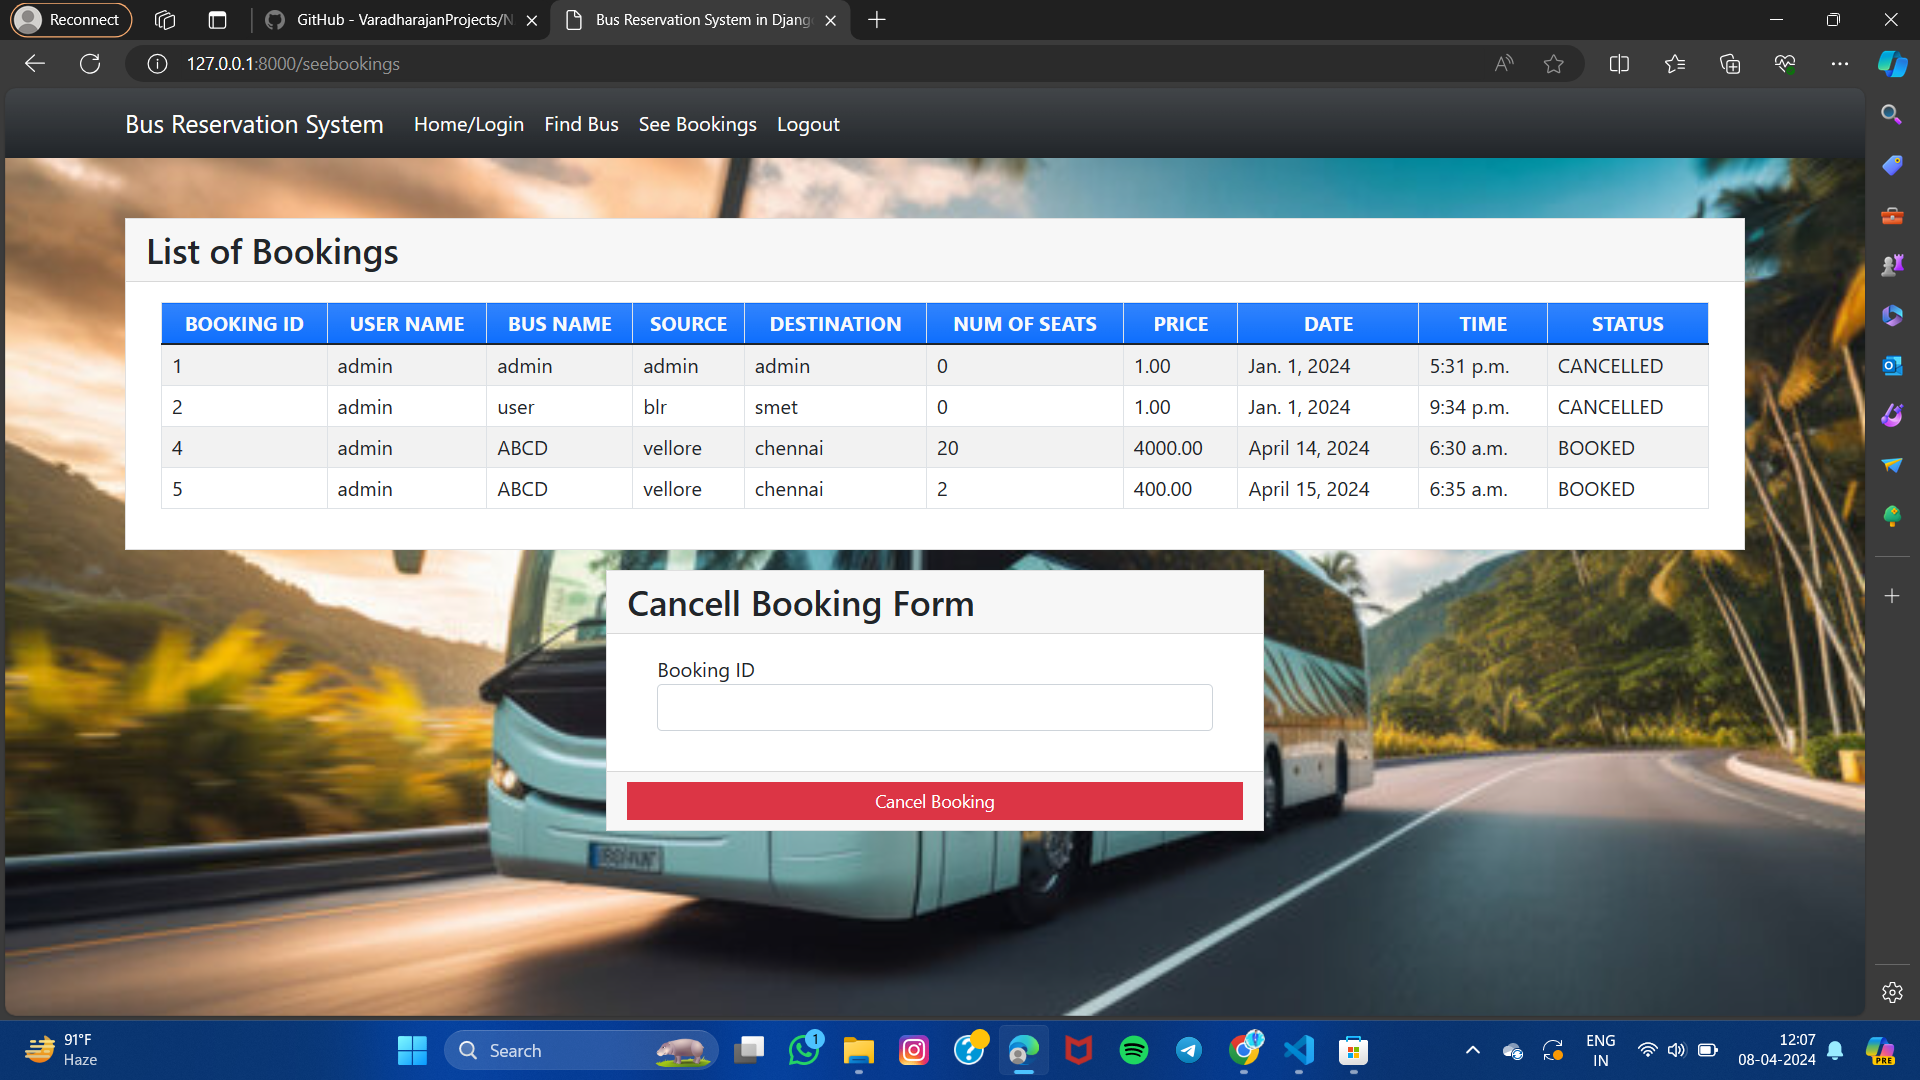 Reconnect
GitHub - VaradharajanProjects/N
Bus Reservation System in Djang
127.0.0.1:8000/seebookings
Bus Reservation System Home/Login Find Bus See Bookings Logout
List of Bookings
BOOKING ID USER NAME BUS NAME SOURCE DESTINATION NUM OF SEATS PRICE DATE TIME STATUS
1 admin admin admin admin 0 1.00 Jan. 1, 2024 5:31 p.m. CANCELLED
2 admin user blr smet 0 1.00 Jan. 1, 2024 9:34 p.m. CANCELLED
4 admin ABCD vellore chennai 20 4000.00 April 14, 2024 6:30 a.m. BOOKED
5 admin ABCD vellore chennai 2 400.00 April 15, 2024 6:35 a.m. BOOKED
Cancell Booking Form
Booking ID
Cancel Booking
91°F
Haze
Search
1
ENG
IN
12:07
08-04-2024
PRE